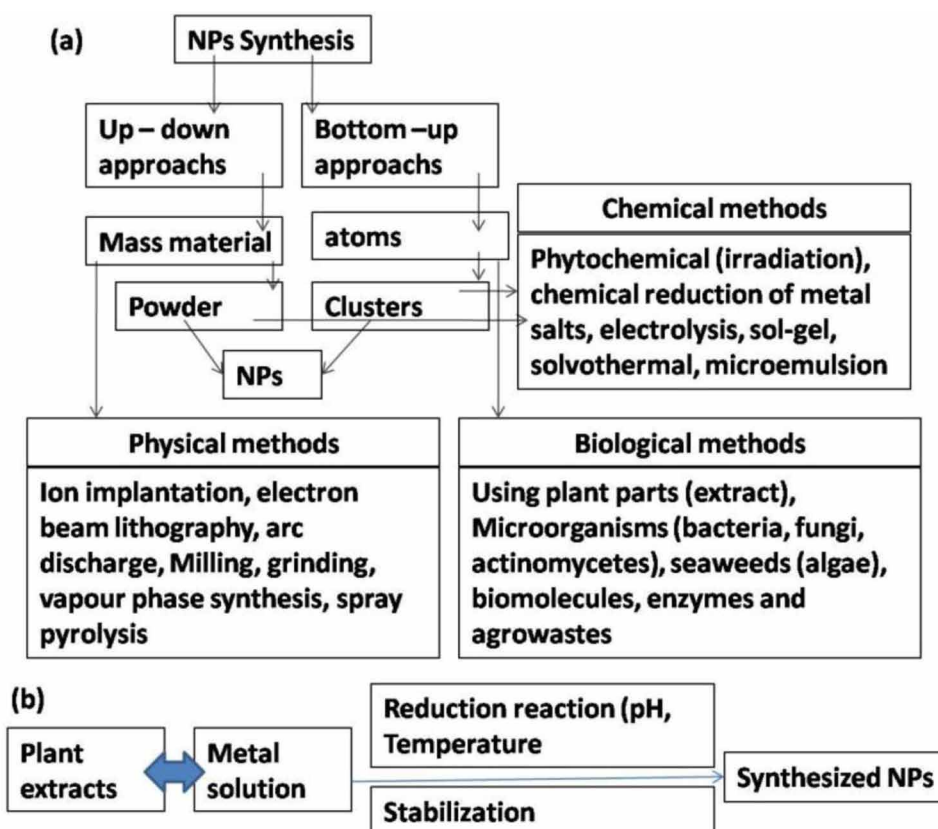 (a)
NPs Synthesis
Up – down
approachs
Bottom –up
approachs
Mass material
atoms
Powder
Clusters
NPs
Chemical methods
Phytochemical (irradiation),
chemical reduction of metal
salts, electrolysis, sol-gel,
solvothermal, microemulsion
Physical methods
Ion implantation, electron
beam lithography, arc
discharge, Milling, grinding,
vapour phase synthesis, spray
pyrolysis
Biological methods
Using plant parts (extract),
Microorganisms (bacteria, fungi,
actinomycetes), seaweeds (algae),
biomolecules, enzymes and
agrowastes
(b)
Plant
extracts
Metal
solution
Reduction reaction (pH,
Temperature
Stabilization
Synthesized NPs